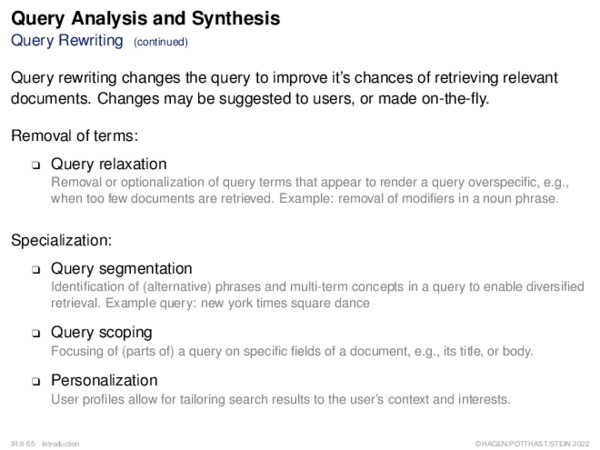 Query Analysis and Synthesis
Query Rewriting (continued)
Query rewriting changes the query to improve it's chances of retrieving relevant
documents. Changes may be suggested to users, or made on-the-fly.
Removal of terms:
❑ Query relaxation
Removal or optionalization of query terms that appear to render a query overspecific, e.g.,
when too few documents are retrieved. Example: removal of modifiers in a noun phrase.
Specialization:
❑ Query segmentation
Identification of (alternative) phrases and multi-term concepts in a query to enable diversified
retrieval. Example query: new york times square dance
❑ Query scoping
Focusing of (parts of) a query on specific fields of a document, e.g., its title, or body.
❑ Personalization
User profiles allow for tailoring search results to the user's context and interests.
IR:II-55 Introduction © HAGEN/POTTHAST/STEIN 2022